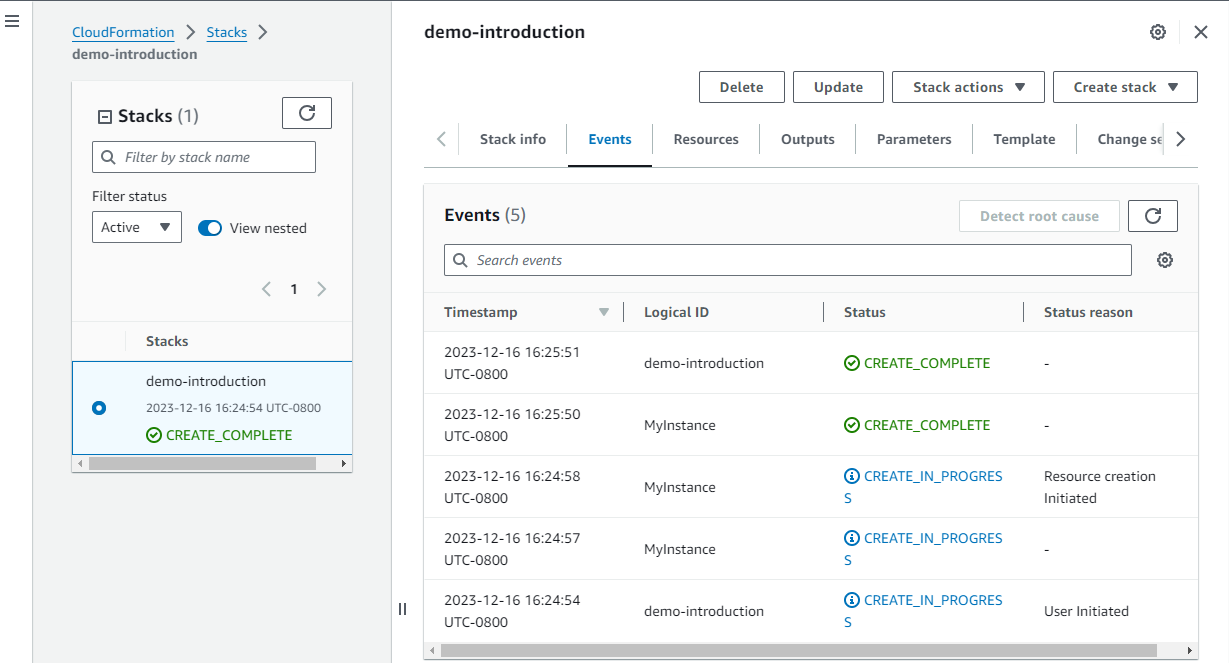 CloudFormation > Stacks >
demo-introduction
Stacks (1)
Filter by stack name
Filter status
Active
View nested
1
Stacks
demo-introduction
2023-12-16 16:24:54 UTC-0800
CREATE_COMPLETE
demo-introduction
Delete Update Stack actions Create stack
Stack info Events Resources Outputs Parameters Template Change se
Events (5)
Detect root cause
Search events
Timestamp Logical ID Status Status reason
2023-12-16 16:25:51
UTC-0800
demo-introduction
CREATE_COMPLETE
-
2023-12-16 16:25:50
UTC-0800
MyInstance
CREATE_COMPLETE
-
2023-12-16 16:24:58
UTC-0800
MyInstance
CREATE_IN_PROGRES
S
Resource creation
Initiated
2023-12-16 16:24:57
UTC-0800
MyInstance
CREATE_IN_PROGRES
S
-
2023-12-16 16:24:54
UTC-0800
demo-introduction
CREATE_IN_PROGRES
S
User Initiated